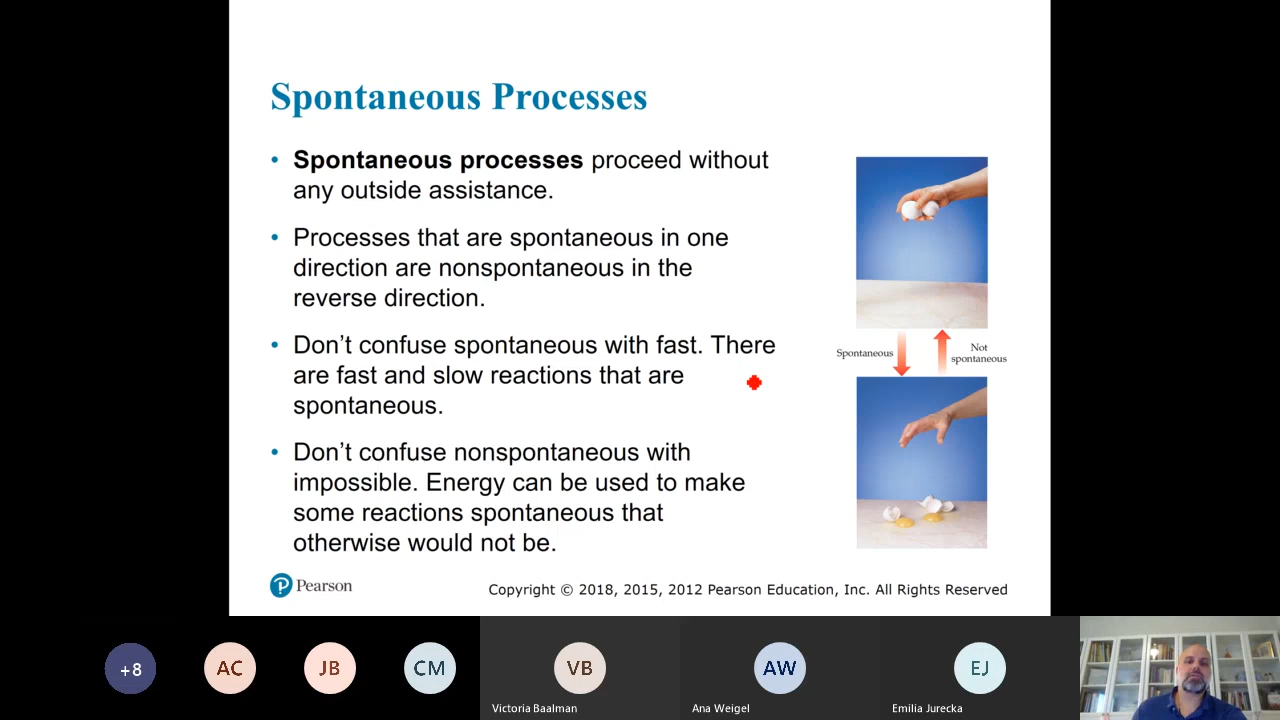 Spontaneous Processes
• Spontaneous processes proceed without
any outside assistance.
• Processes that are spontaneous in one
direction are nonspontaneous in the
reverse direction.
• Don’t confuse spontaneous with fast. There
are fast and slow reactions that are
spontaneous.
• Don’t confuse nonspontaneous with
impossible. Energy can be used to make
some reactions spontaneous that
otherwise would not be.
Spontaneous
Not
spontaneous
P Pearson
Copyright © 2018, 2015, 2012 Pearson Education, Inc. All Rights Reserved
+8
AC
JB
CM
VB
Victoria Baalman
AW
Ana Weigel
EJ
Emilia Jurecka